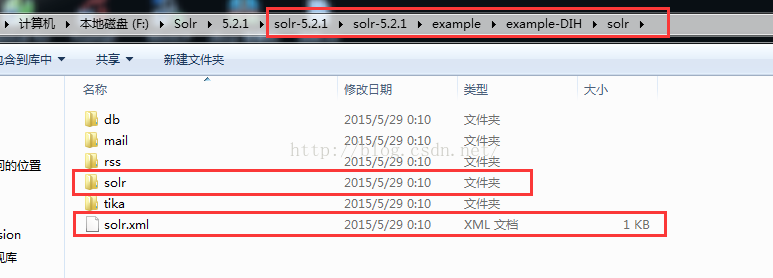 计算机 ▸ 本地磁盘 (F:) ▸ Solr ▸ 5.2.1 ▸ solr-5.2.1 ▸ solr-5.2.1 ▸ example ▸ example-DIH ▸ solr ▸
包含到库中 ▾ 共享 ▾ 新建文件夹
名称 修改日期 类型 大小
db 2015/5/29 0:10 文件夹
mail 2015/5/29 0:10 文件夹
http://blog.csdn.net/
rss 2015/5/29 0:10 文件夹
问的位置
solr 2015/5/29 0:10 文件夹
tika 2015/5/29 0:10 文件夹
solr.xml 2015/5/29 0:10 XML 文档 1 KB
sion
见库